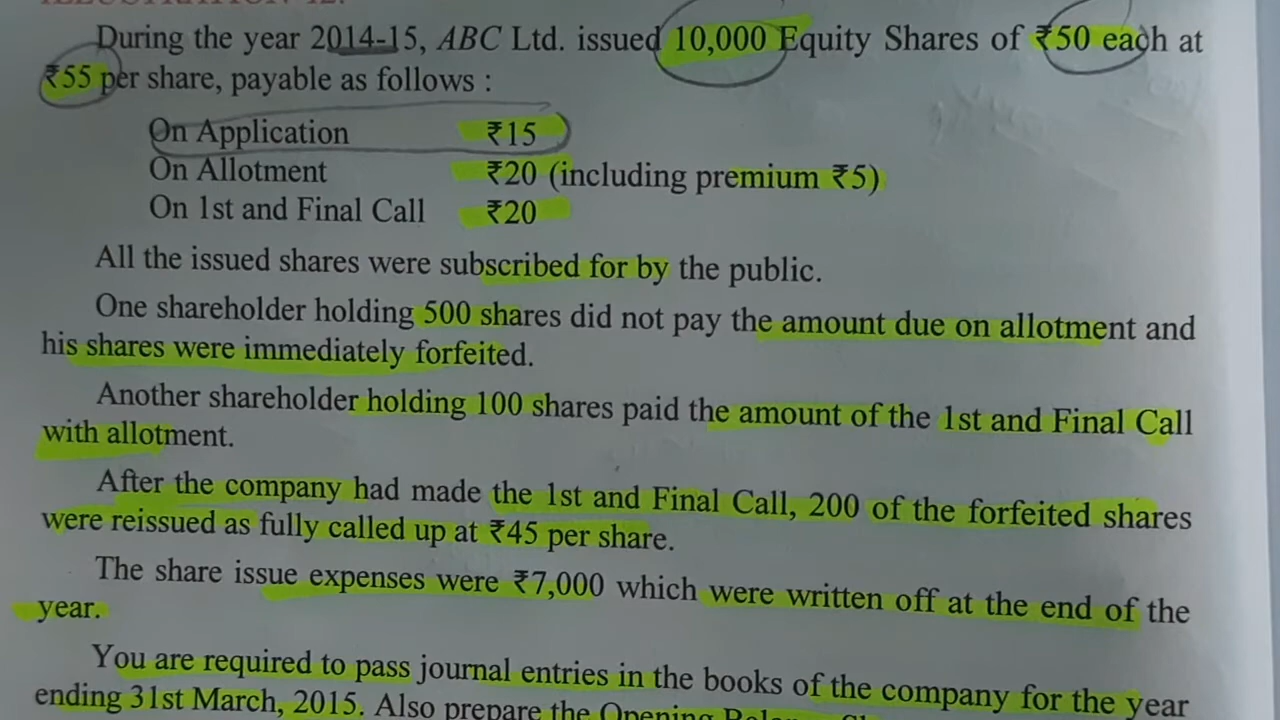 During the year 2014-15, ABC Ltd. issued 10,000 Equity Shares of ₹50 each at
₹55 per share, payable as follows :
On Application ₹15
On Allotment ₹20 (including premium ₹5)
On 1st and Final Call ₹20
All the issued shares were subscribed for by the public.
One shareholder holding 500 shares did not pay the amount due on allotment and
his shares were immediately forfeited.
Another shareholder holding 100 shares paid the amount of the 1st and Final Call
with allotment.
After the company had made the 1st and Final Call, 200 of the forfeited shares
were reissued as fully called up at ₹45 per share.
The share issue expenses were ₹7,000 which were written off at the end of the
year.
You are required to pass journal entries in the books of the company for the year
ending 31st March, 2015. Also prepare the Opening